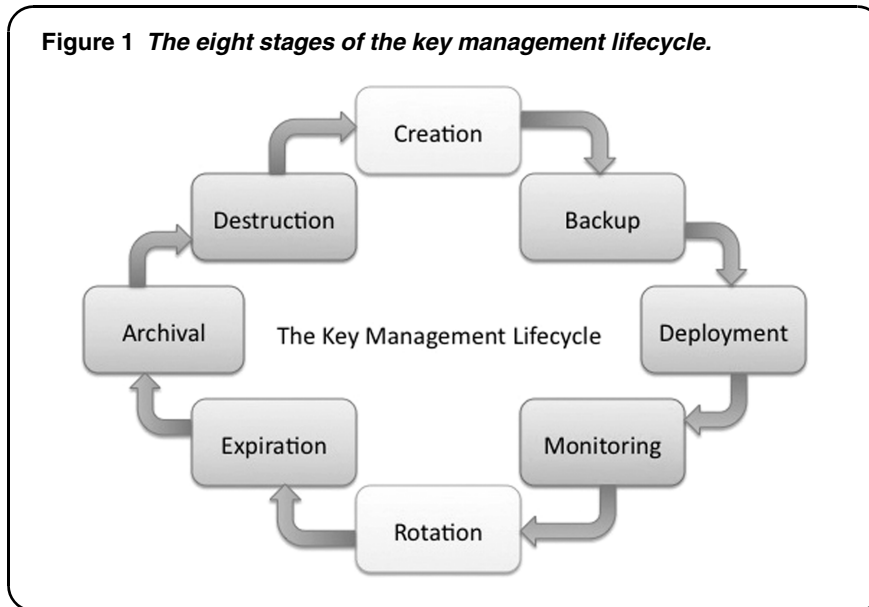 Figure 1 The eight stages of the key management lifecycle.
Creation
Backup
Deployment
Monitoring
Rotation
Expiration
Archival
Destruction
The Key Management Lifecycle